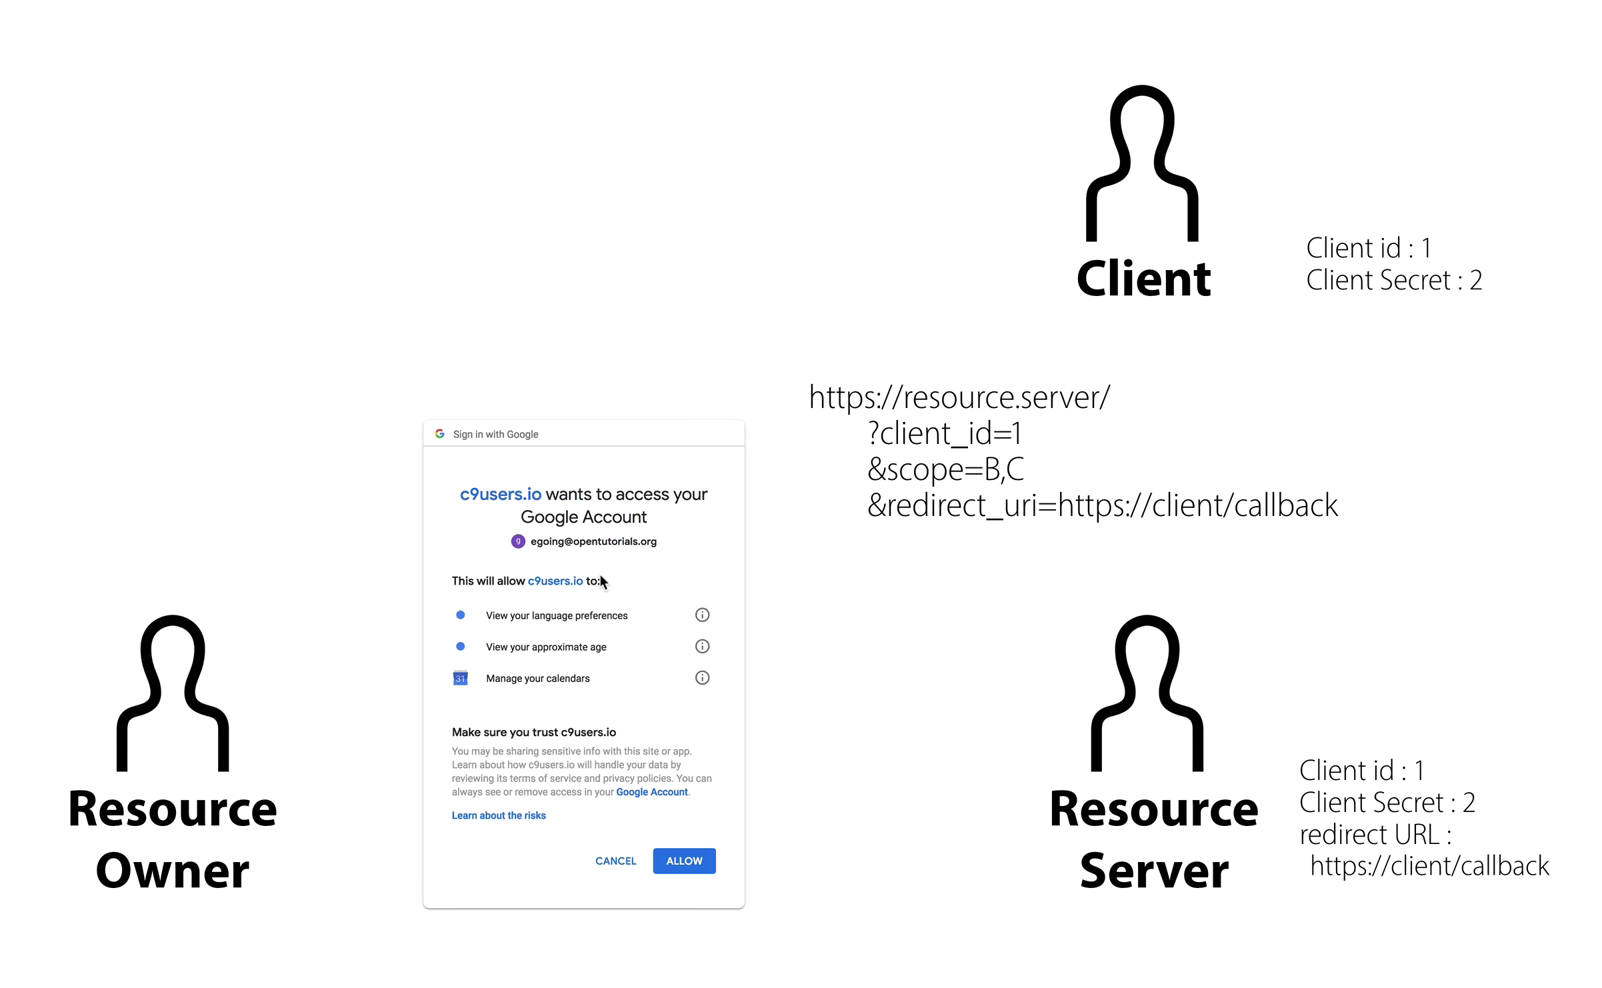 Client
Client id : 1
Client Secret : 2
https://resource.server/
?client_id=1
&scope=B,C
&redirect_uri=https://client/callback
Sign in with Google
c9users.io wants to access your
Google Account
g egoing@opentutorials.org
This will allow c9users.io to:
View your language preferences
View your approximate age
31 Manage your calendars
Make sure you trust c9users.io
You may be sharing sensitive info with this site or app.
Learn about how c9users.io will handle your data by
reviewing its terms of service and privacy policies. You can
always see or remove access in your Google Account.
Learn about the risks
CANCEL ALLOW
Resource
Owner
Resource
Server
Client id : 1
Client Secret : 2
redirect URL :
https://client/callback